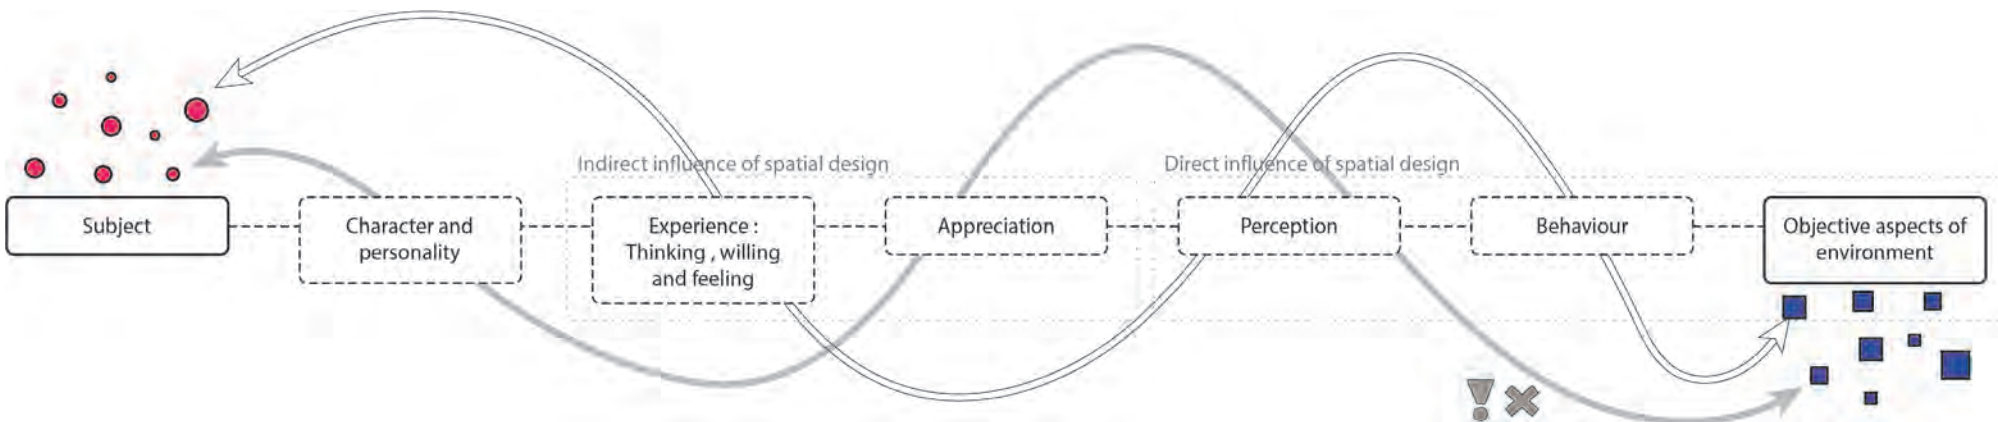 Indirect influence of spatial design
Direct influence of spatial design
Subject
Character and
personality
Experience :
Thinking , willing
and feeling
Appreciation
Perception
Behaviour
Objective aspects of
environment